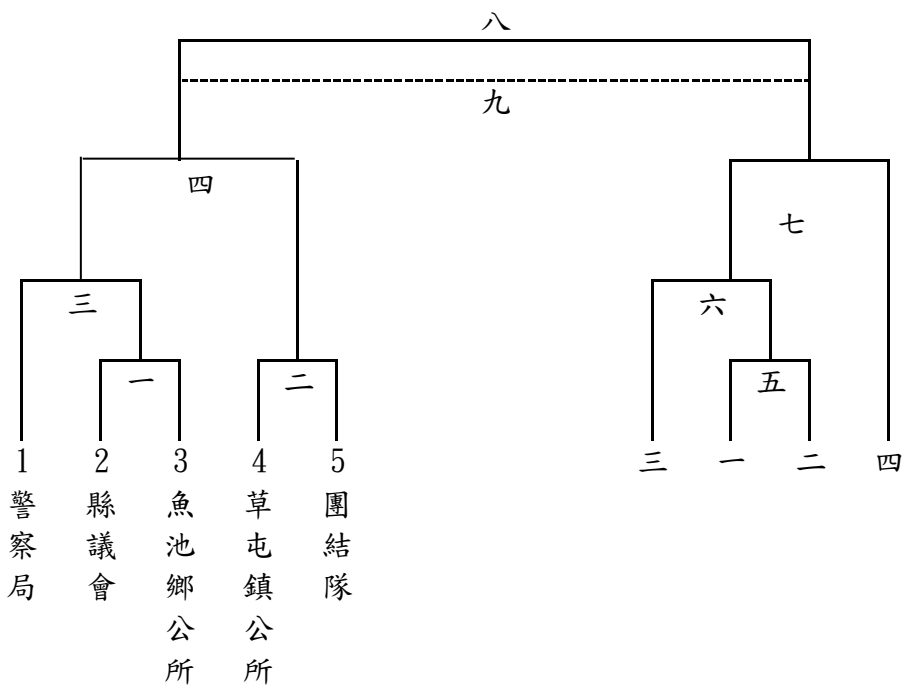 八
九
四
七
三
六
一
二
五
1
警察局
2
縣議會
3
魚池鄉公所
4
草屯鎮公所
5
團結隊
三
一
二
四